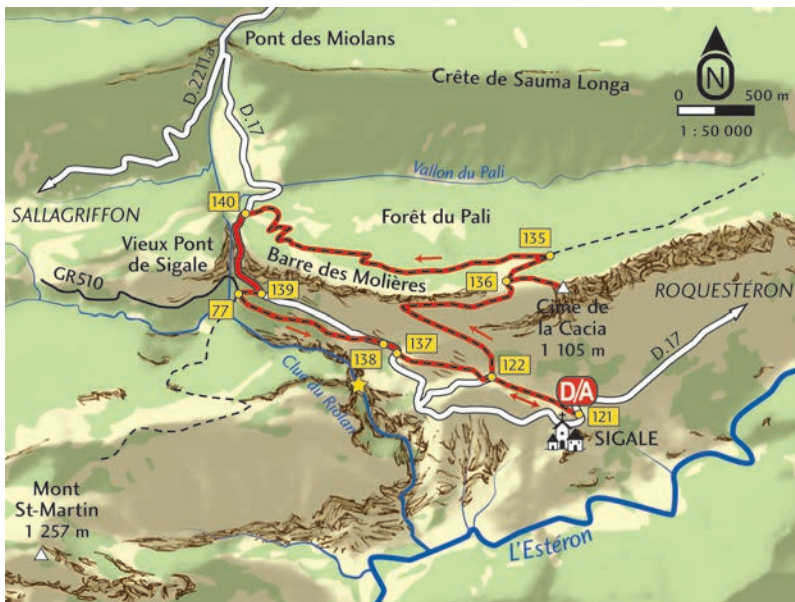 Pont des Miolans
D.2211a
Crête de Sauma Longa
N
0 500 m
1 : 50 000
D.17
Vallon du Pali
SALLAGRIFFON
140
Forêt du Pali
135
Vieux Pont
de Sigale
Barre des Molières
136
GR510
139
Cime de
la Cacia
1 105 m
ROQUESTÉRON
77
D.17
137
138
122
Clue du Riolan
D/A
121
SIGALE
Mont
St-Martin
1 257 m
L'Estéron